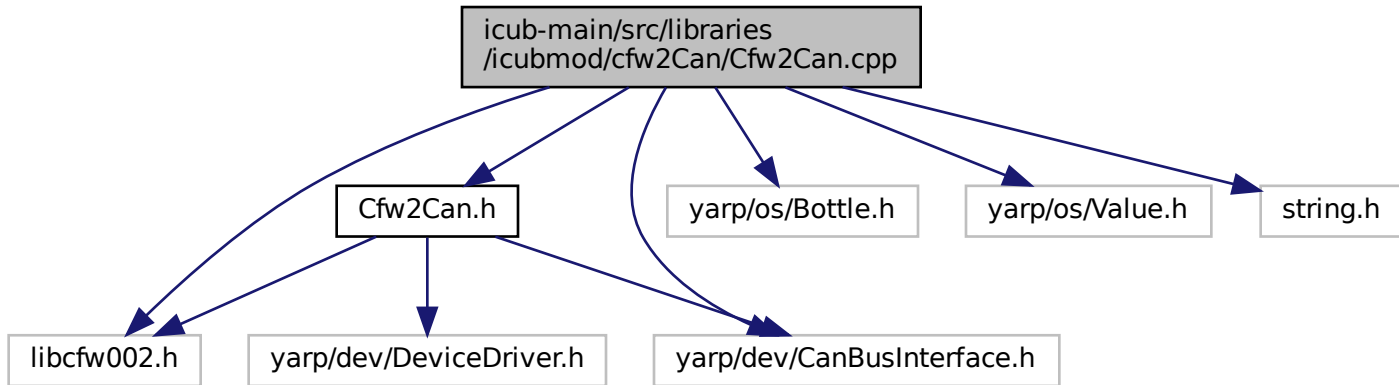 icub-main/src/libraries
/icubmod/cfw2Can/Cfw2Can.cpp
Cfw2Can.h
yarp/os/Bottle.h
yarp/os/Value.h
string.h
libcfw002.h
yarp/dev/DeviceDriver.h
yarp/dev/CanBusInterface.h